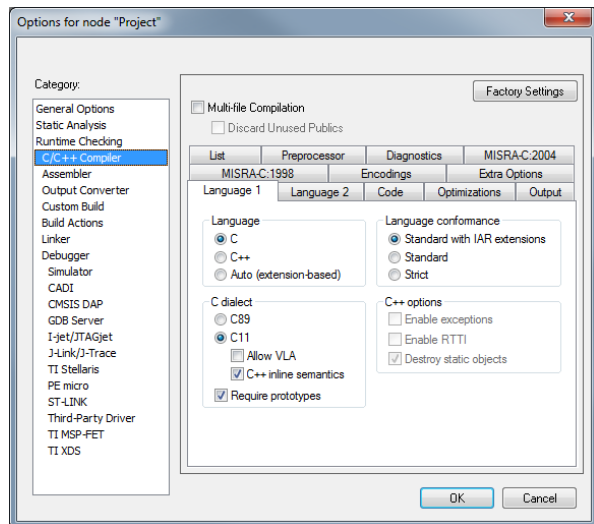 Options for node "Project"
Category:
General Options
Static Analysis
Runtime Checking
C/C++ Compiler
Assembler
Output Converter
Custom Build
Build Actions
Linker
Debugger
Simulator
CADI
CMSIS DAP
GDB Server
I-jet/JTAGjet
J-Link/J-Trace
TI Stellaris
PE micro
ST-LINK
Third-Party Driver
TI MSP-FET
TI XDS
Factory Settings
Multi-file Compilation
Discard Unused Publics
List Preprocessor Diagnostics MISRA-C:2004
MISRA-C:1998 Encodings Extra Options
Language 1 Language 2 Code Optimizations Output
Language
C
C++
Auto (extension-based)
Language conformance
Standard with IAR extensions
Standard
Strict
C dialect
C89
C11
Allow VLA
C++ inline semantics
Require prototypes
C++ options
Enable exceptions
Enable RTTI
Destroy static objects
OK Cancel